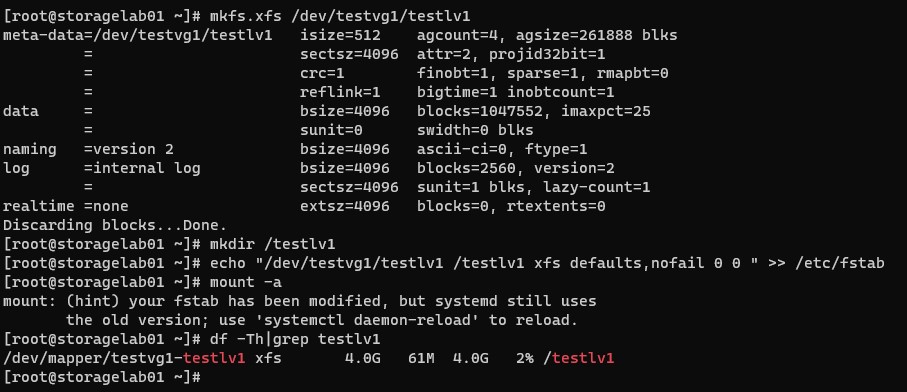 [root@storagelab01 ~]# mkfs.xfs /dev/testvg1/testlv1
meta-data=/dev/testvg1/testlv1   isize=512    agcount=4, agsize=261888 blks
         =                       sectsz=4096  attr=2, projid32bit=1
         =                       crc=1        finobt=1, sparse=1, rmapbt=0
         =                       reflink=1    bigtime=1 inobtcount=1
data     =                       bsize=4096   blocks=1047552, imaxpct=25
         =                       sunit=0      swidth=0 blks
naming   =version 2              bsize=4096   ascii-ci=0, ftype=1
log      =internal log           bsize=4096   blocks=2560, version=2
         =                       sectsz=4096  sunit=1 blks, lazy-count=1
realtime =none                   extsz=4096   blocks=0, rtextents=0
Discarding blocks...Done.
[root@storagelab01 ~]# mkdir /testlv1
[root@storagelab01 ~]# echo "/dev/testvg1/testlv1 /testlv1 xfs defaults,nofail 0 0 " >> /etc/fstab
[root@storagelab01 ~]# mount -a
mount: (hint) your fstab has been modified, but systemd still uses
       the old version; use 'systemctl daemon-reload' to reload.
[root@storagelab01 ~]# df -Th|grep testlv1
/dev/mapper/testvg1-testlv1 xfs       4.0G   61M  4.0G   2% /testlv1
[root@storagelab01 ~]#